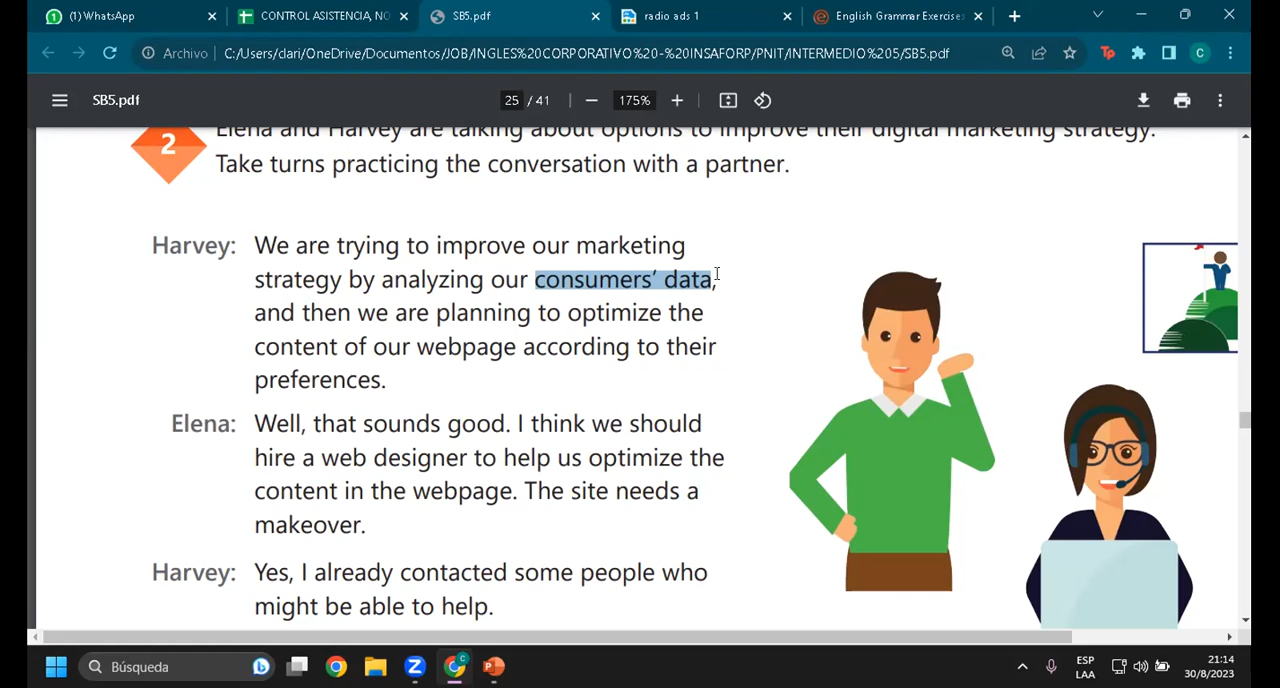 (1) WhatsApp
CONTROL ASISTENCIA, NO
SB5.pdf
radio ads 1
English Grammar Exercises
Archivo
C:/Users/clari/OneDrive/Documentos/JOB/INGLES%20CORPORATIVO%20-%20INSAFORP/PNIT/INTERMEDIO%205/SB5.pdf
C
SB5.pdf
25 / 41
175%
2
Elena and Harvey are talking about options to improve their digital marketing strategy.
Take turns practicing the conversation with a partner.
Harvey: We are trying to improve our marketing
strategy by analyzing our consumers’ data,
and then we are planning to optimize the
content of our webpage according to their
preferences.
Elena: Well, that sounds good. I think we should
hire a web designer to help us optimize the
content in the webpage. The site needs a
makeover.
Harvey: Yes, I already contacted some people who
might be able to help.
Búsqueda
ESP
LAA
21:14
30/8/2023